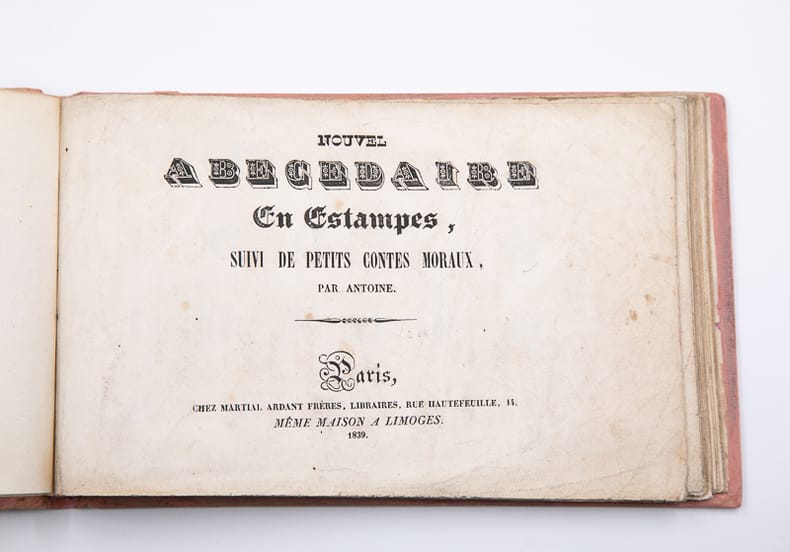 NOUVEL
ABECEDAIRE
En Estampes,
SUIVI DE PETITS CONTES MORAUX,
PAR ANTOINE.
Paris,
CHEZ MARTIAL ARDANT FRÈRES, LIBRAIRES, RUE HAUTEFEUILLE, 14.
MÊME MAISON A LIMOGES.
1839.